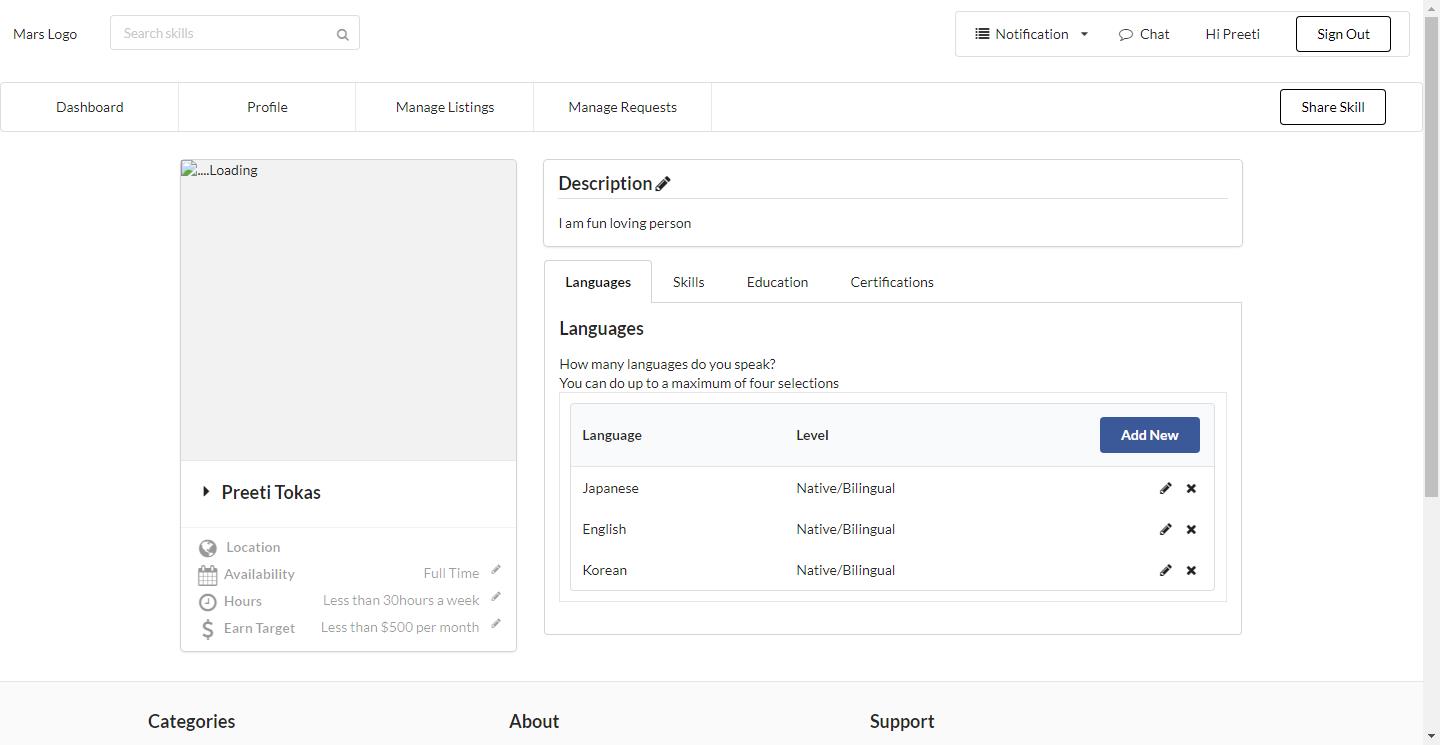 Mars Logo
Search skills
Notification
Chat
Hi Preeti
Sign Out
Dashboard
Profile
Manage Listings
Manage Requests
Share Skill
....Loading
Preeti Tokas
Location
Availability
Full Time
Hours
Less than 30hours a week
Earn Target
Less than $500 per month
Description
I am fun loving person
Languages
Skills
Education
Certifications
Languages
How many languages do you speak?
You can do up to a maximum of four selections
Language
Level
Add New
Japanese
Native/Bilingual
English
Native/Bilingual
Korean
Native/Bilingual
Categories
About
Support